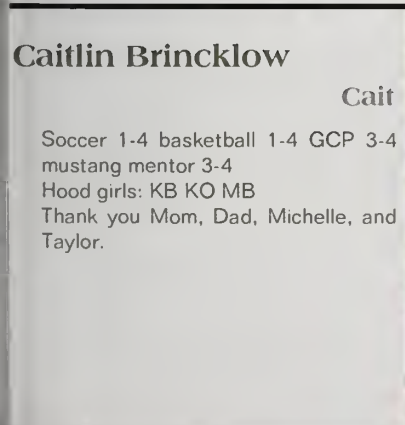 Caitlin Brincklow
Cait
Soccer 1-4 basketball 1-4 GCP 3-4
mustang mentor 3-4
Hood girls: KB KO MB
Thank you Mom, Dad, Michelle, and
Taylor.